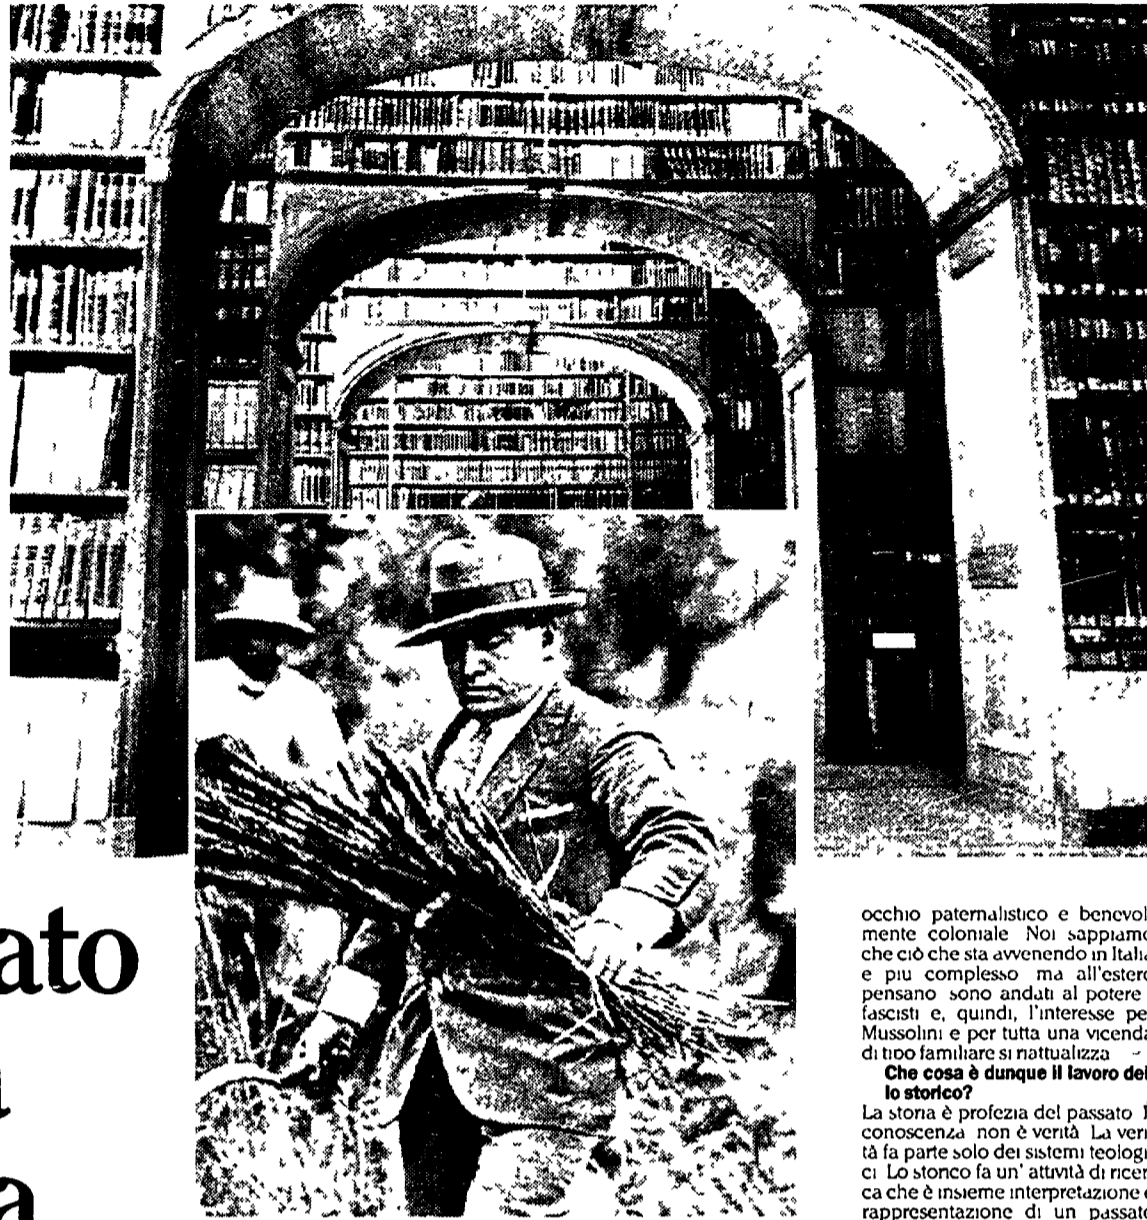 ato
a
occhio paternalistico e benevol
mente coloniale Noi sappiamo
che ciò che sta avvenendo in Italia
e piu complesso ma all'estero
pensano sono andati al potere
fascisti e, quindi, l'interesse pe
Mussolini e per tutta una vicenda
di tipo familiare si riattualizza
Che cosa è dunque il lavoro del
lo storico?
La storia è profezia del passato
conoscenza non è verità La veri
tà fa parte solo dei sistemi teologi
ci Lo storico fa un' attività di ricer
ca che è insieme interpretazione e
rappresentazione di un passato